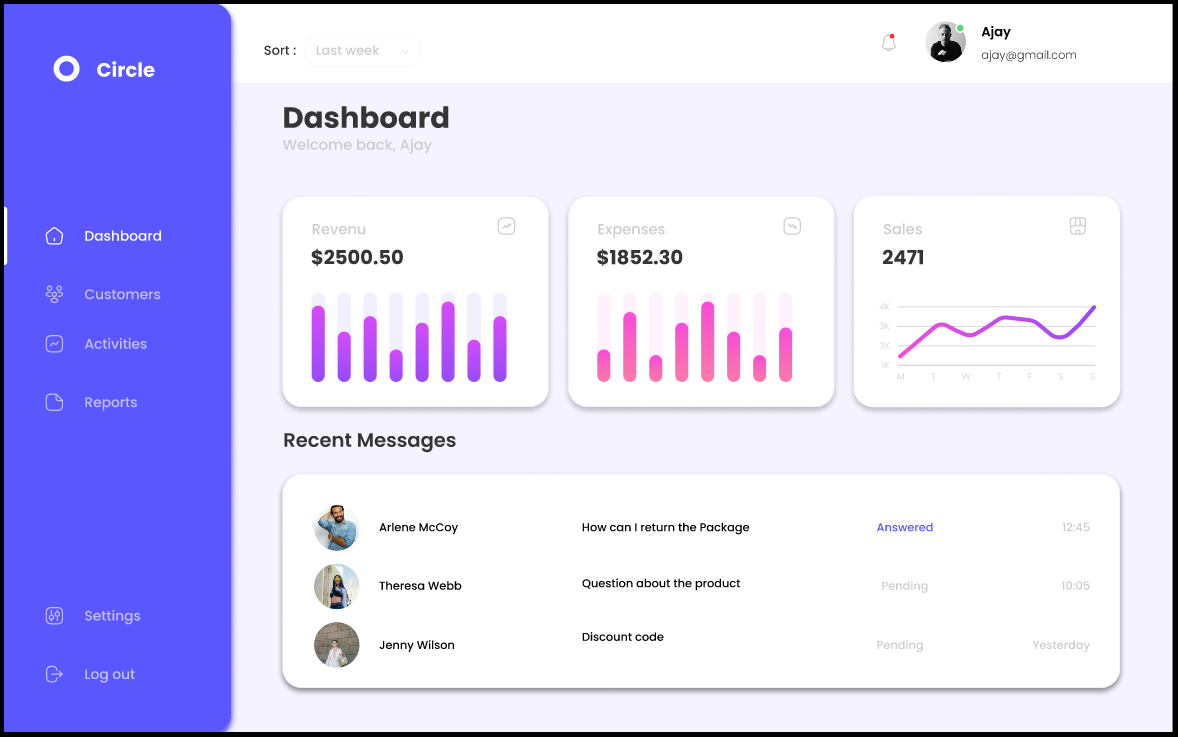 Circle
Dashboard
Customers
Activities
Reports
Settings
Log out
Sort :
Last week
Ajay
ajay@gmail.com
Dashboard
Welcome back, Ajay
Revenu
$2500.50
Expenses
$1852.30
Sales
2471
4K
3K
2K
1K
M T W T F S S
Recent Messages
Arlene McCoy How can I return the Package Answered 12:45
Theresa Webb Question about the product Pending 10:05
Jenny Wilson Discount code Pending Yesterday